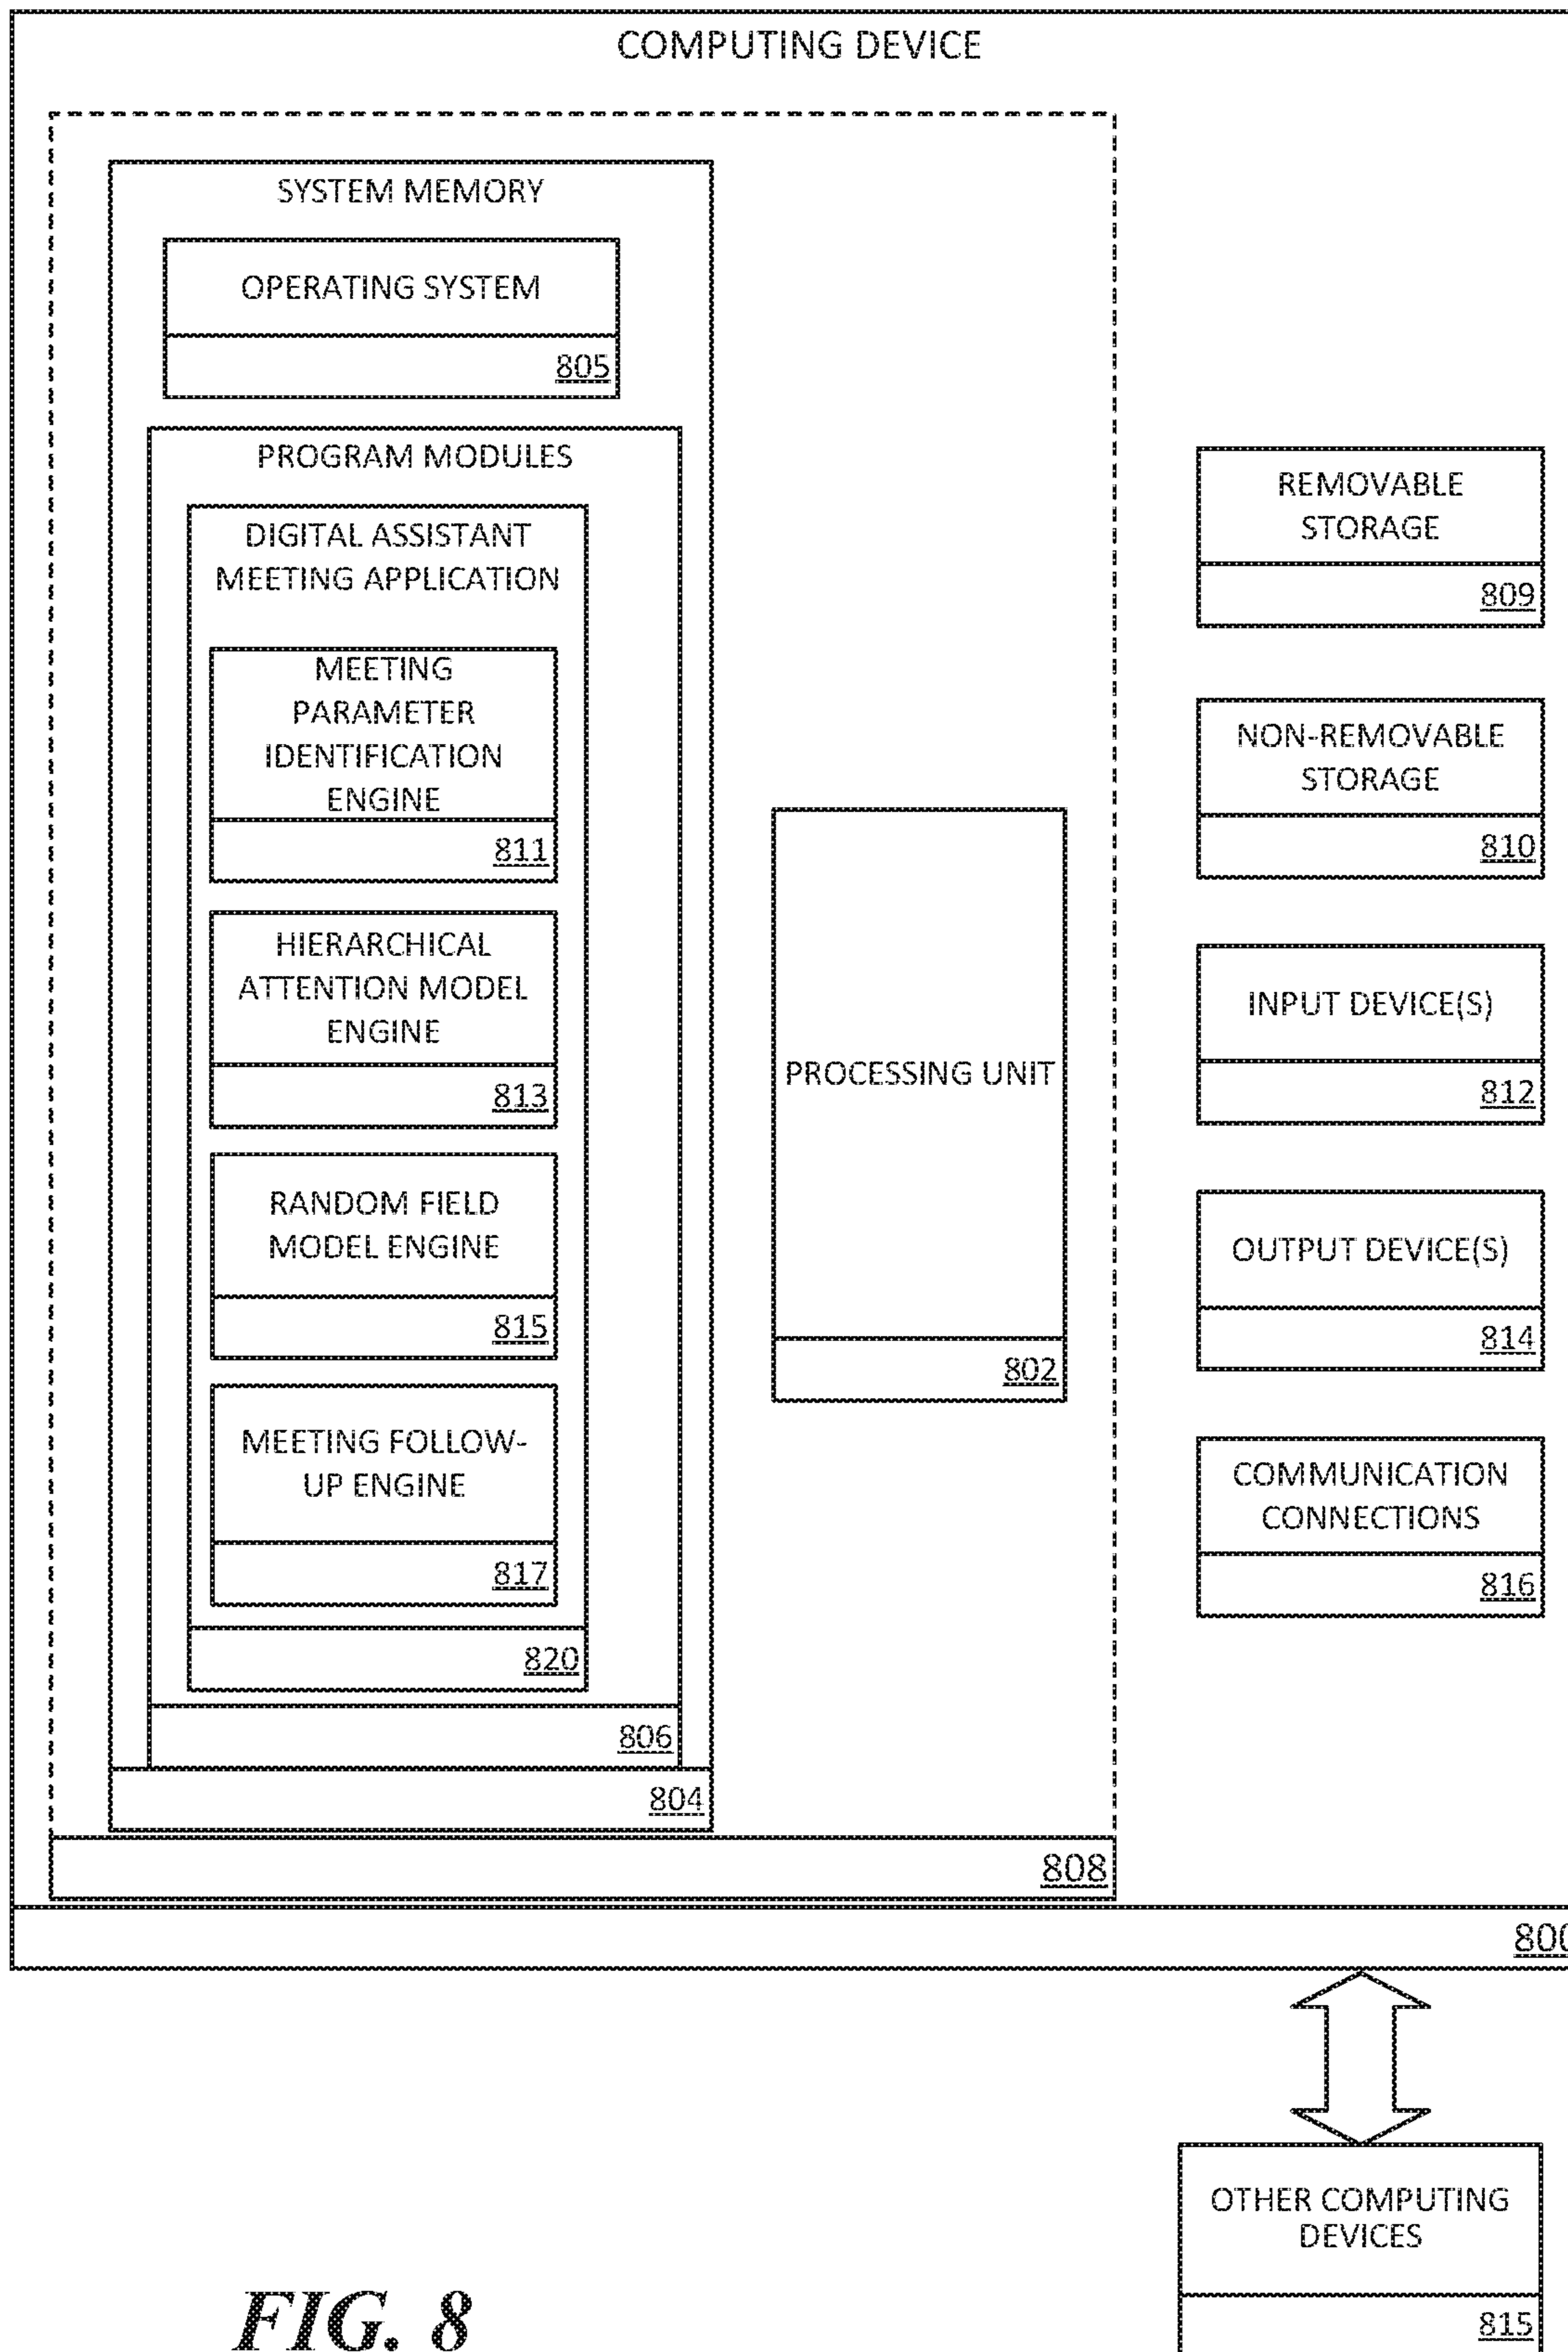 COMPUTING DEVICE
SYSTEM MEMORY
OPERATING SYSTEM
805
PROGRAM MODULES
DIGITAL ASSISTANT
MEETING APPLICATION
MEETING
PARAMETER
IDENTIFICATION
ENGINE
811
HIERARCHICAL
ATTENTION MODEL
ENGINE
813
RANDOM FIELD
MODEL ENGINE
815
MEETING FOLLOW-
UP ENGINE
817
820
806
804
PROCESSING UNIT
802
808
REMOVABLE
STORAGE
809
NON-REMOVABLE
STORAGE
810
INPUT DEVICE(S)
812
OUTPUT DEVICE(S)
814
COMMUNICATION
CONNECTIONS
816
800
OTHER COMPUTING
DEVICES
815
FIG. 8